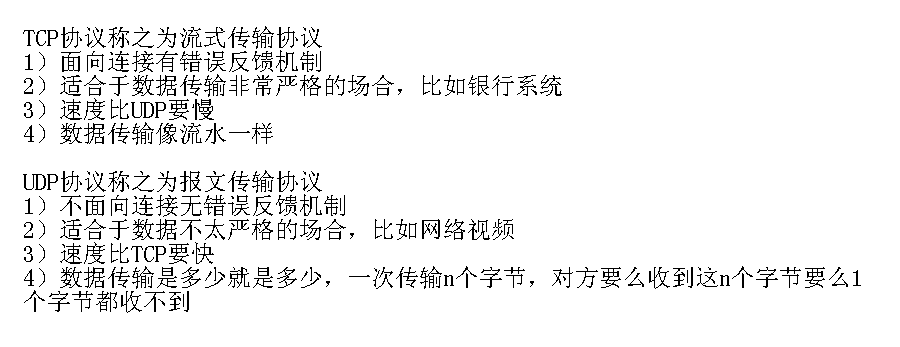 TCP协议称之为流式传输协议
1）面向连接有错误反馈机制
2）适合于数据传输非常严格的场合，比如银行系统
3）速度比UDP要慢
4）数据传输像流水一样
UDP协议称之为报文传输协议
1）不面向连接无错误反馈机制
2）适合于数据不太严格的场合，比如网络视频
3）速度比TCP要快
4）数据传输是多少就是多少，一次传输n个字节，对方要么收到这n个字节要么1
个字节都收不到